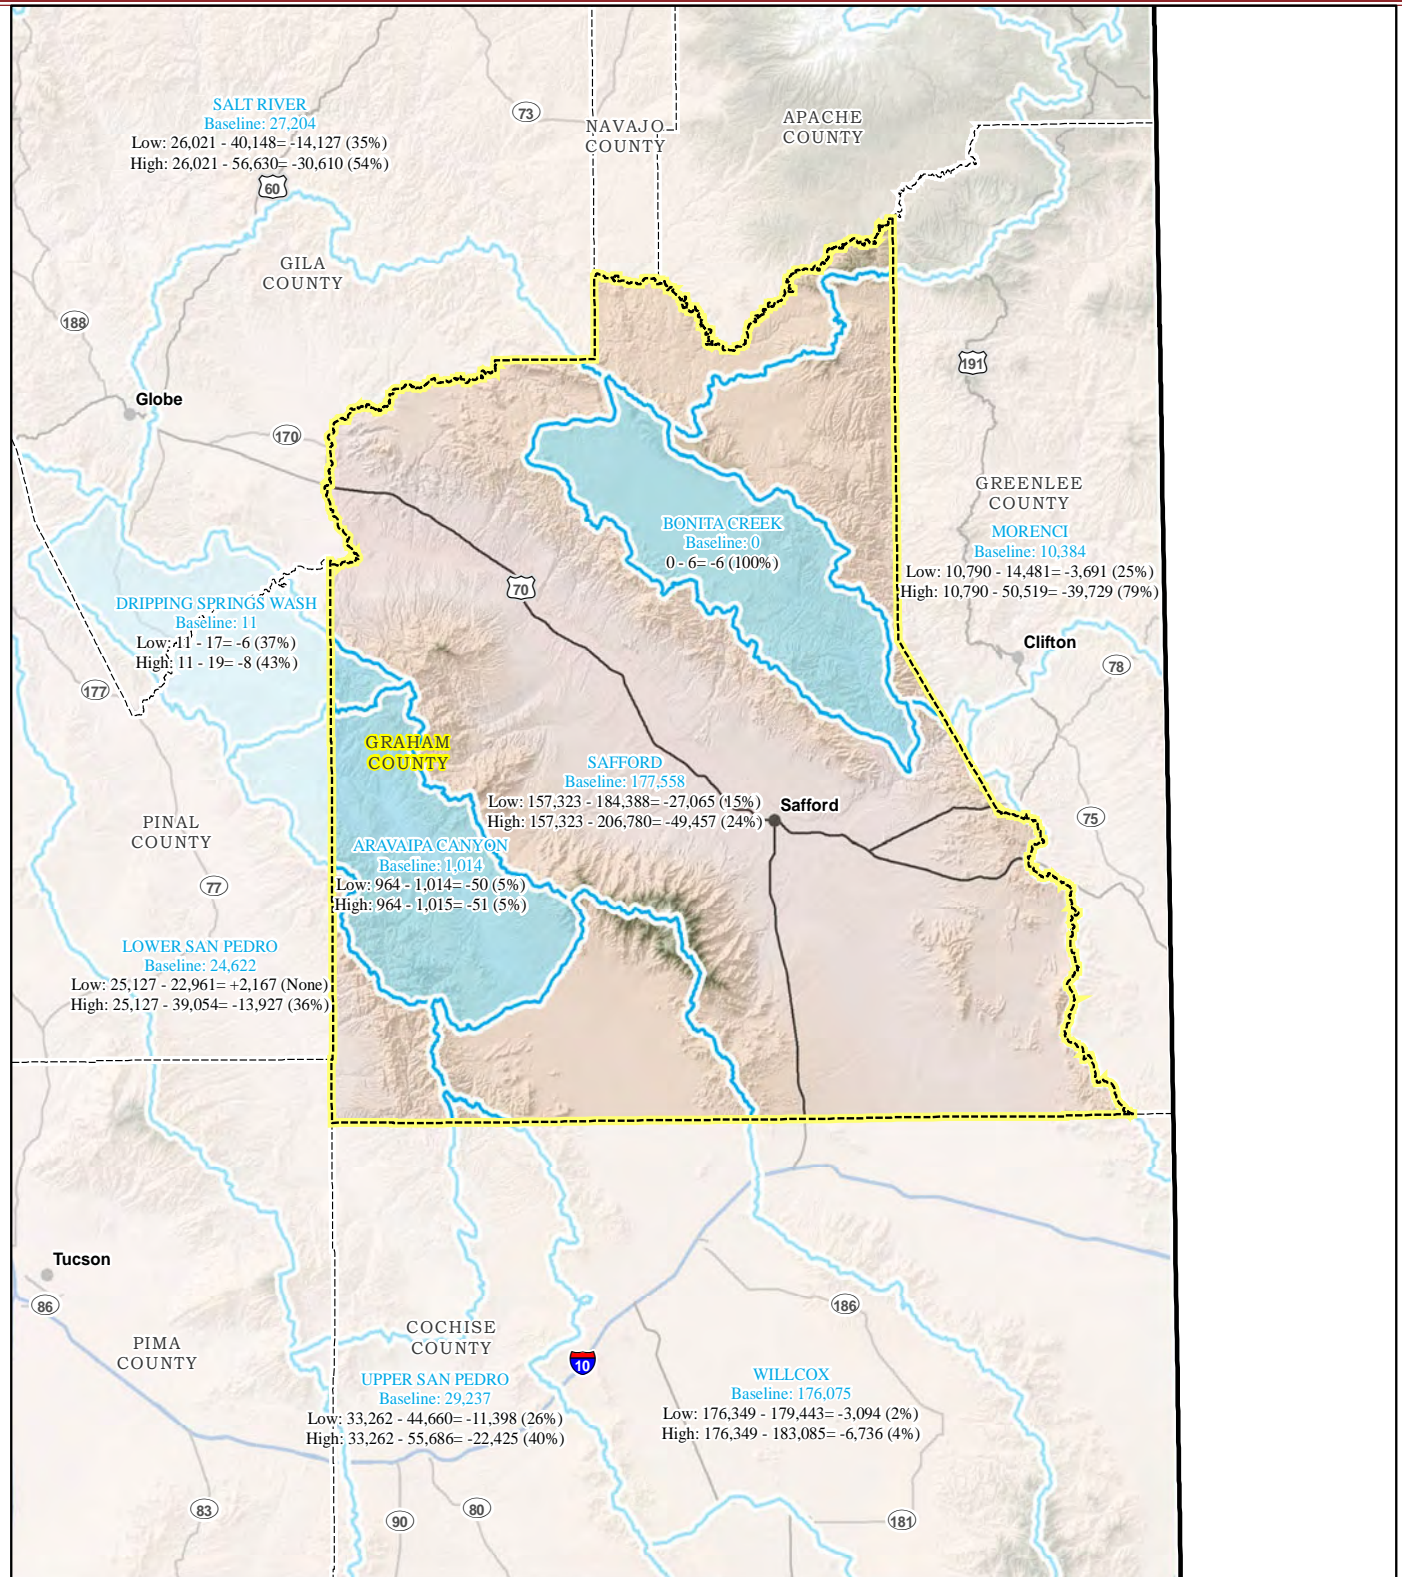 SALT RIVER
Baseline: 27,204
Low: 26,021 - 40,148= -14,127 (35%)
High: 26,021 - 56,630= -30,610 (54%)
60
73
NAVAJO
COUNTY
APACHE
COUNTY
GILA
COUNTY
188
191
Globe
170
GREENLEE
COUNTY
MORENCI
Baseline: 10,384
Low: 10,790 - 14,481= -3,691 (25%)
High: 10,790 - 50,519= -39,729 (79%)
BONITA CREEK
Baseline: 0
0 - 6= -6 (100%)
70
DRIPPING SPRINGS WASH
Baseline: 11
Low: 11 - 17= -6 (37%)
High: 11 - 19= -8 (43%)
Clifton
78
177
GRAHAM
COUNTY
SAFFORD
Baseline: 177,558
Low: 157,323 - 184,388= -27,065 (15%)
High: 157,323 - 206,780= -49,457 (24%)
Safford
75
PINAL
COUNTY
ARAVAIPA CANYON
Baseline: 1,014
Low: 964 - 1,014= -50 (5%)
High: 964 - 1,015= -51 (5%)
77
LOWER SAN PEDRO
Baseline: 24,622
Low: 25,127 - 22,961= +2,167 (None)
High: 25,127 - 39,054= -13,927 (36%)
Tucson
86
186
PIMA
COUNTY
COCHISE
COUNTY
10
UPPER SAN PEDRO
Baseline: 29,237
Low: 33,262 - 44,660= -11,398 (26%)
High: 33,262 - 55,686= -22,425 (40%)
WILLCOX
Baseline: 176,075
Low: 176,349 - 179,443= -3,094 (2%)
High: 176,349 - 183,085= -6,736 (4%)
83
90
80
181